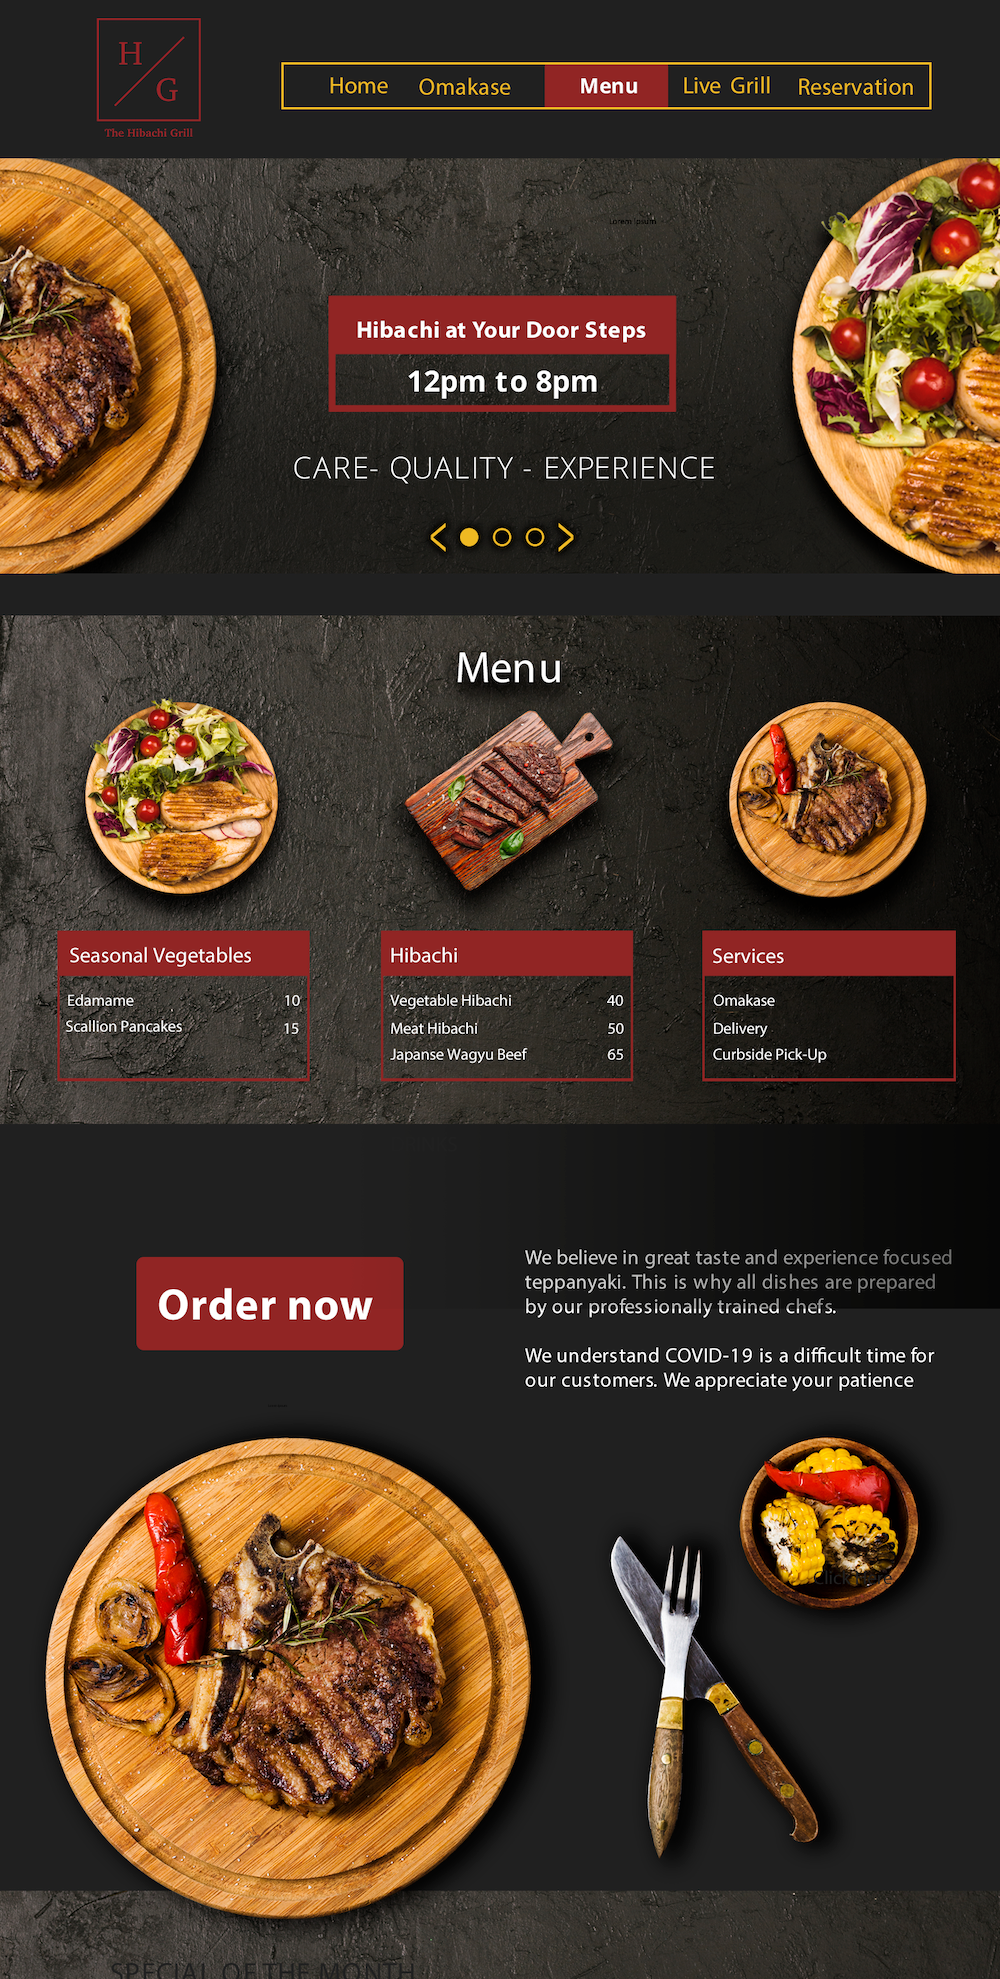 H
G
The Hibachi Grill
Home Omakase Menu Live Grill Reservation
Lorem Ipsum
Hibachi at Your Door Steps
12pm to 8pm
CARE- QUALITY - EXPERIENCE
Menu
Seasonal Vegetables
Edamame 10
Scallion Pancakes 15
Hibachi
Vegetable Hibachi 40
Meat Hibachi 50
Japanse Wagyu Beef 65
Services
Omakase
Delivery
Curbside Pick-Up
Order now
We believe in great taste and experience focused
teppanyaki. This is why all dishes are prepared
by our professionally trained chefs.
We understand COVID-19 is a difficult time for
our customers. We appreciate your patience
Click Here
SPECIAL OF THE MONTH